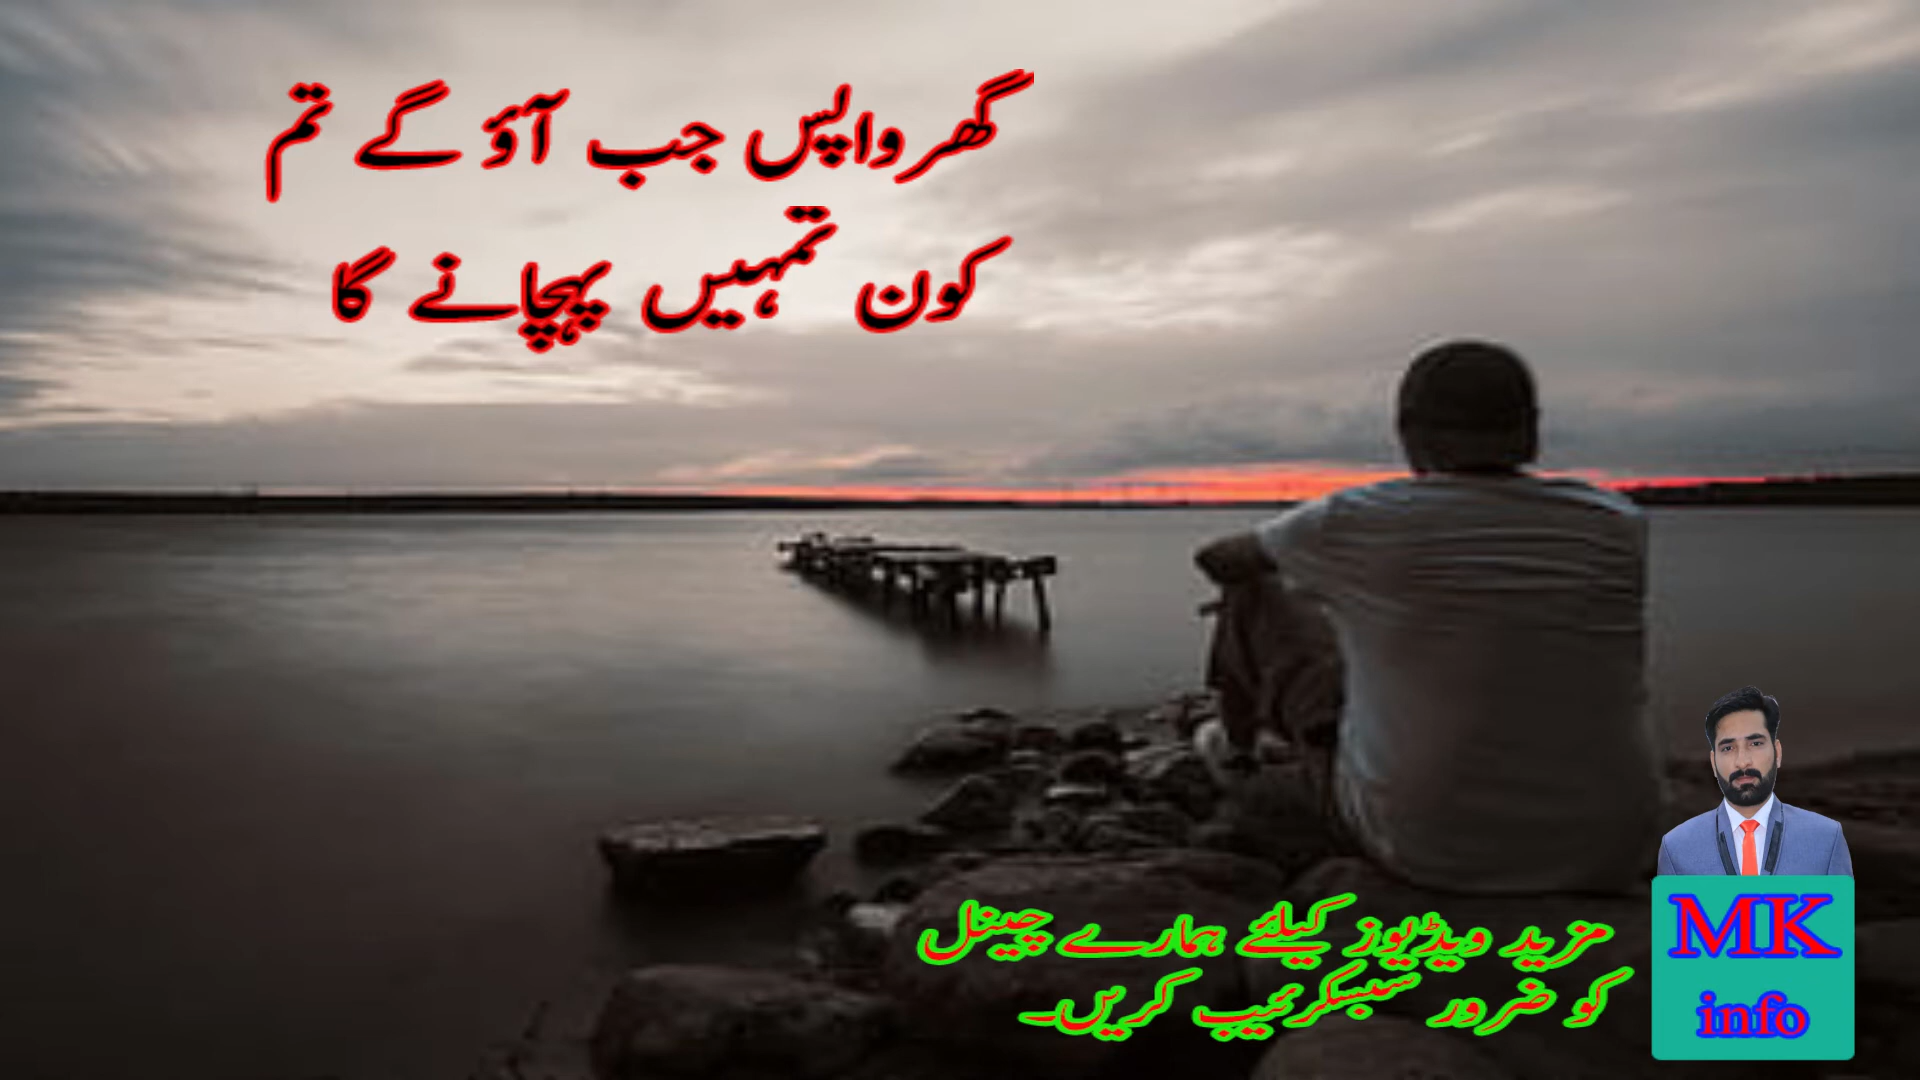 گھر واپس جب آؤ گے تم
کون تمہیں پہچانے گا
مزید ویڈیوز کیلئے ہمارے چینل
کو ضرور سبسکرئیب کریں۔
MK
info